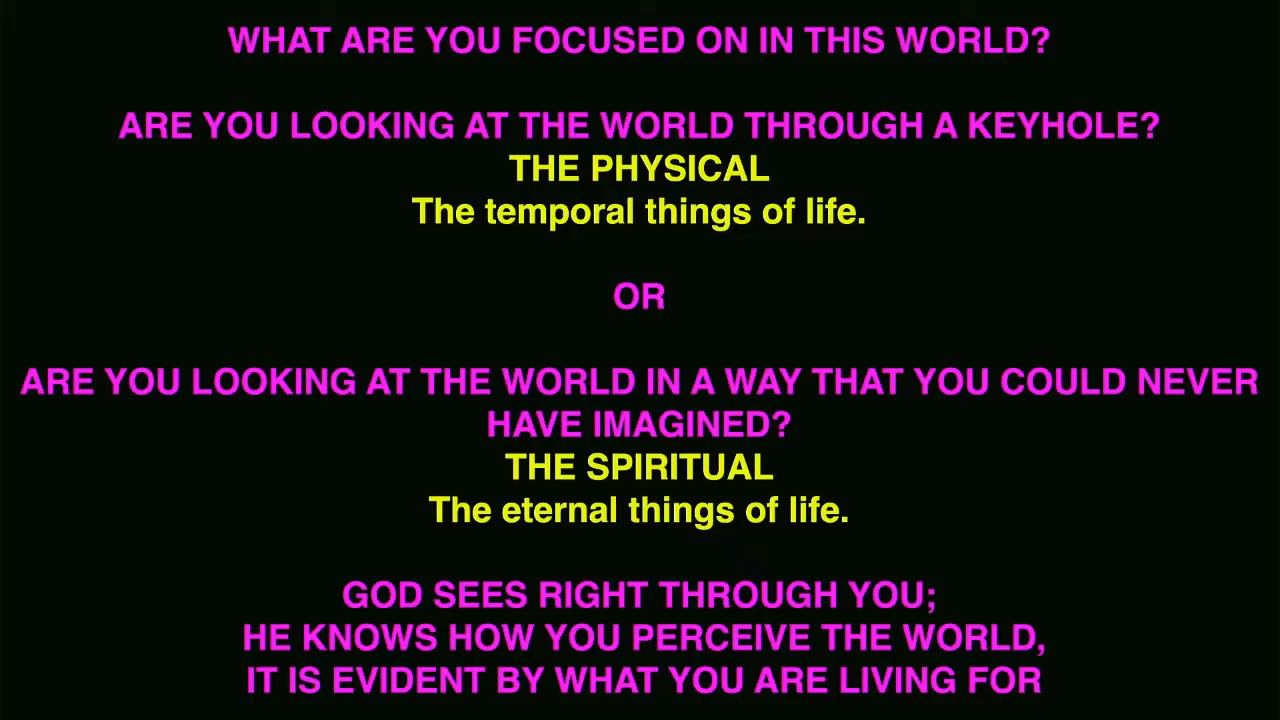 WHAT ARE YOU FOCUSED ON IN THIS WORLD?
ARE YOU LOOKING AT THE WORLD THROUGH A KEYHOLE?
THE PHYSICAL
The temporal things of life.
OR
ARE YOU LOOKING AT THE WORLD IN A WAY THAT YOU COULD NEVER
HAVE IMAGINED?
THE SPIRITUAL
The eternal things of life.
GOD SEES RIGHT THROUGH YOU;
HE KNOWS HOW YOU PERCEIVE THE WORLD,
IT IS EVIDENT BY WHAT YOU ARE LIVING FOR